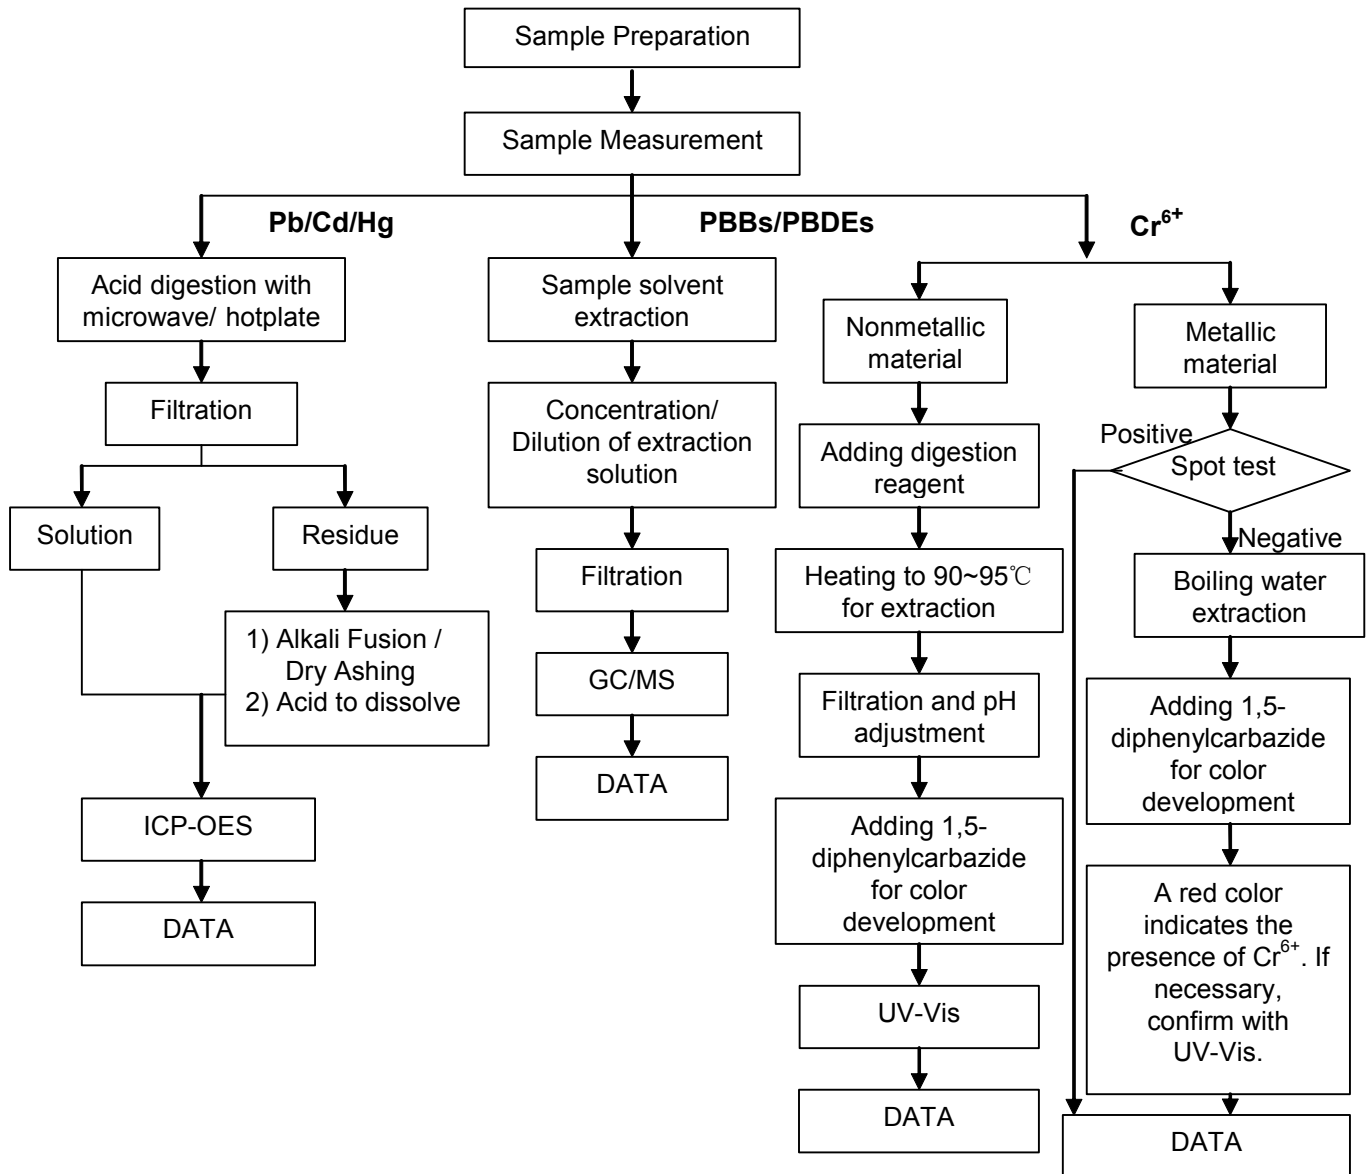 Sample Preparation
Sample Measurement
Pb/Cd/Hg
PBBs/PBDEs
Cr⁶⁺
Acid digestion with
microwave/ hotplate
Filtration
Solution
Residue
1) Alkali Fusion /
Dry Ashing
2) Acid to dissolve
ICP-OES
DATA
Sample solvent
extraction
Concentration/
Dilution of extraction
solution
Filtration
GC/MS
DATA
Nonmetallic
material
Adding digestion
reagent
Heating to 90~95℃
for extraction
Filtration and pH
adjustment
Adding 1,5-
diphenylcarbazide
for color
development
UV-Vis
DATA
Metallic
material
Positive
Spot test
Negative
Boiling water
extraction
Adding 1,5-
diphenylcarbazide
for color
development
A red color
indicates the
presence of Cr⁶⁺. If
necessary,
confirm with
UV-Vis.
DATA